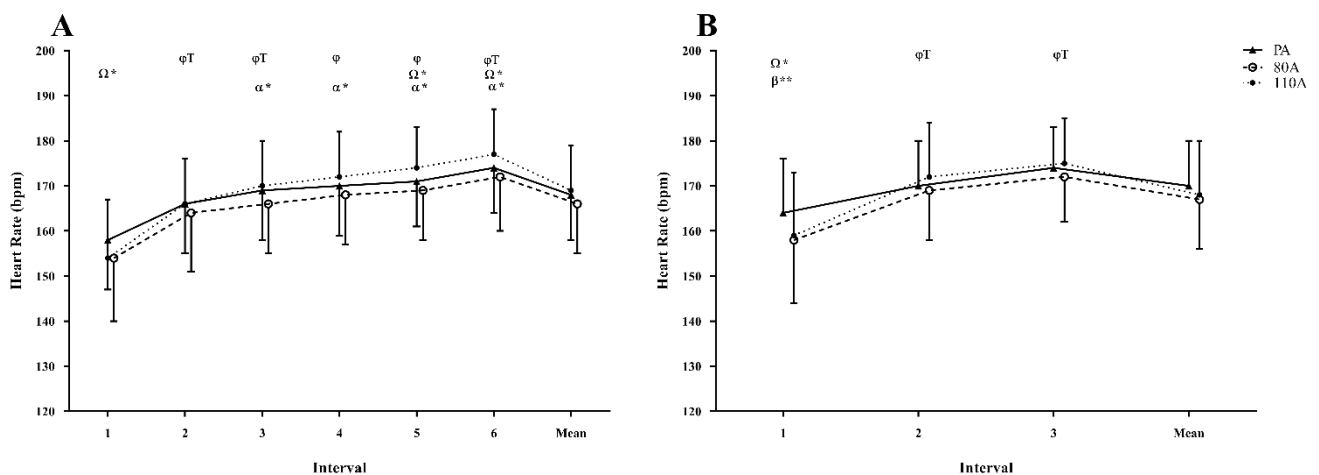 A
200
190
180
170
160
150
140
130
120
Heart Rate (bpm)
Ω*
φT
φT
α*
φ
α*
φ
Ω*
α*
φT
Ω*
α*
1 2 3 4 5 6 Mean
Interval
B
200
190
180
170
160
150
140
130
120
Heart Rate (bpm)
Ω*
β**
φT
φT
PA
80A
110A
1 2 3 Mean
Interval